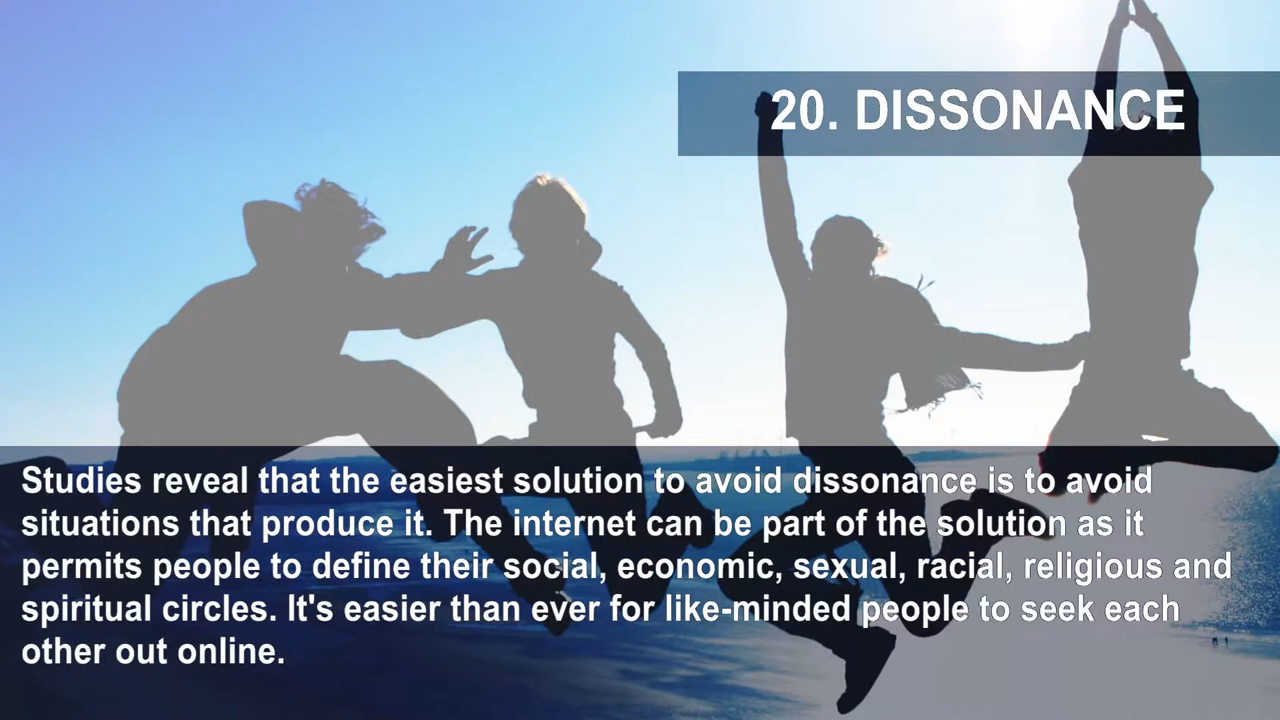 20. DISSONANCE
Studies reveal that the easiest solution to avoid dissonance is to avoid
situations that produce it. The internet can be part of the solution as it
permits people to define their social, economic, sexual, racial, religious and
spiritual circles. It's easier than ever for like-minded people to seek each
other out online.